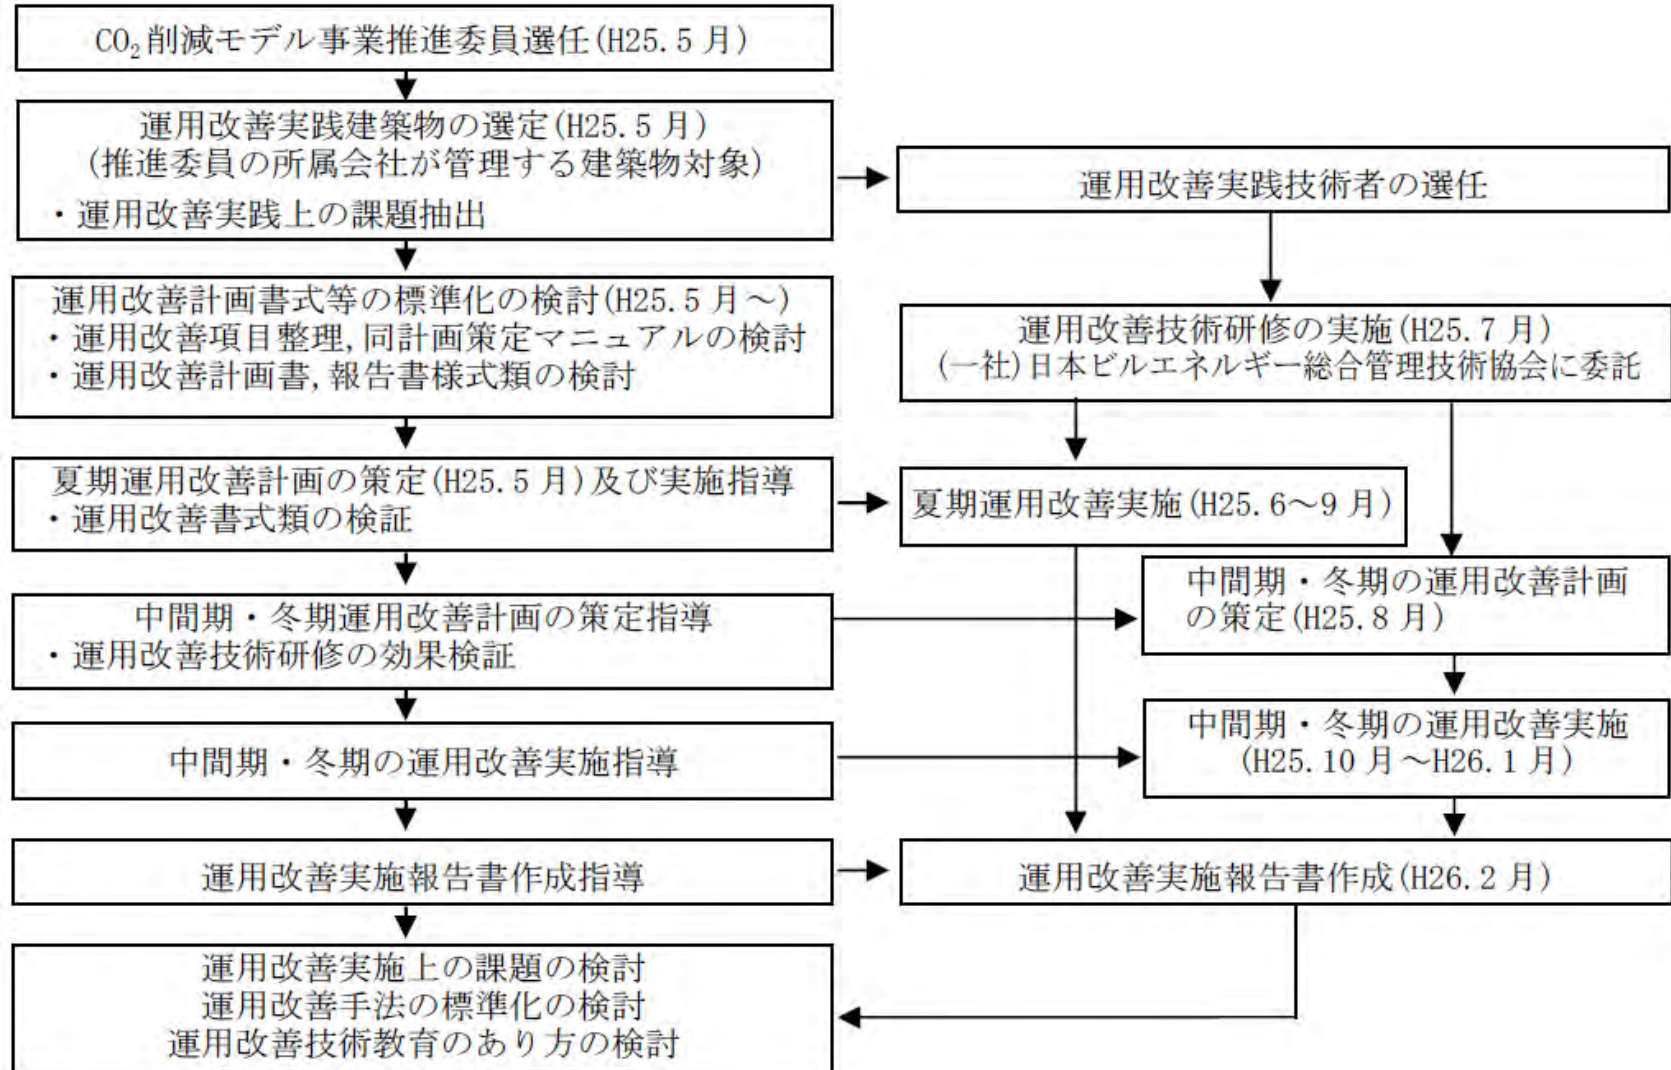 CO₂削減モデル事業推進委員選任(H25.5月)
運用改善実践建築物の選定(H25.5月)
(推進委員の所属会社が管理する建築物対象)
・運用改善実践上の課題抽出
運用改善実践技術者の選任
運用改善計画書式等の標準化の検討(H25.5月～)
・運用改善項目整理,同計画策定マニュアルの検討
・運用改善計画書,報告書様式類の検討
運用改善技術研修の実施(H25.7月)
(一社)日本ビルエネルギー総合管理技術協会に委託
夏期運用改善計画の策定(H25.5月)及び実施指導
・運用改善書式類の検証
夏期運用改善実施(H25.6～9月)
中間期・冬期運用改善計画の策定指導
・運用改善技術研修の効果検証
中間期・冬期の運用改善計画
の策定(H25.8月)
中間期・冬期の運用改善実施指導
中間期・冬期の運用改善実施
(H25.10月～H26.1月)
運用改善実施報告書作成指導
運用改善実施報告書作成(H26.2月)
運用改善実施上の課題の検討
運用改善手法の標準化の検討
運用改善技術教育のあり方の検討